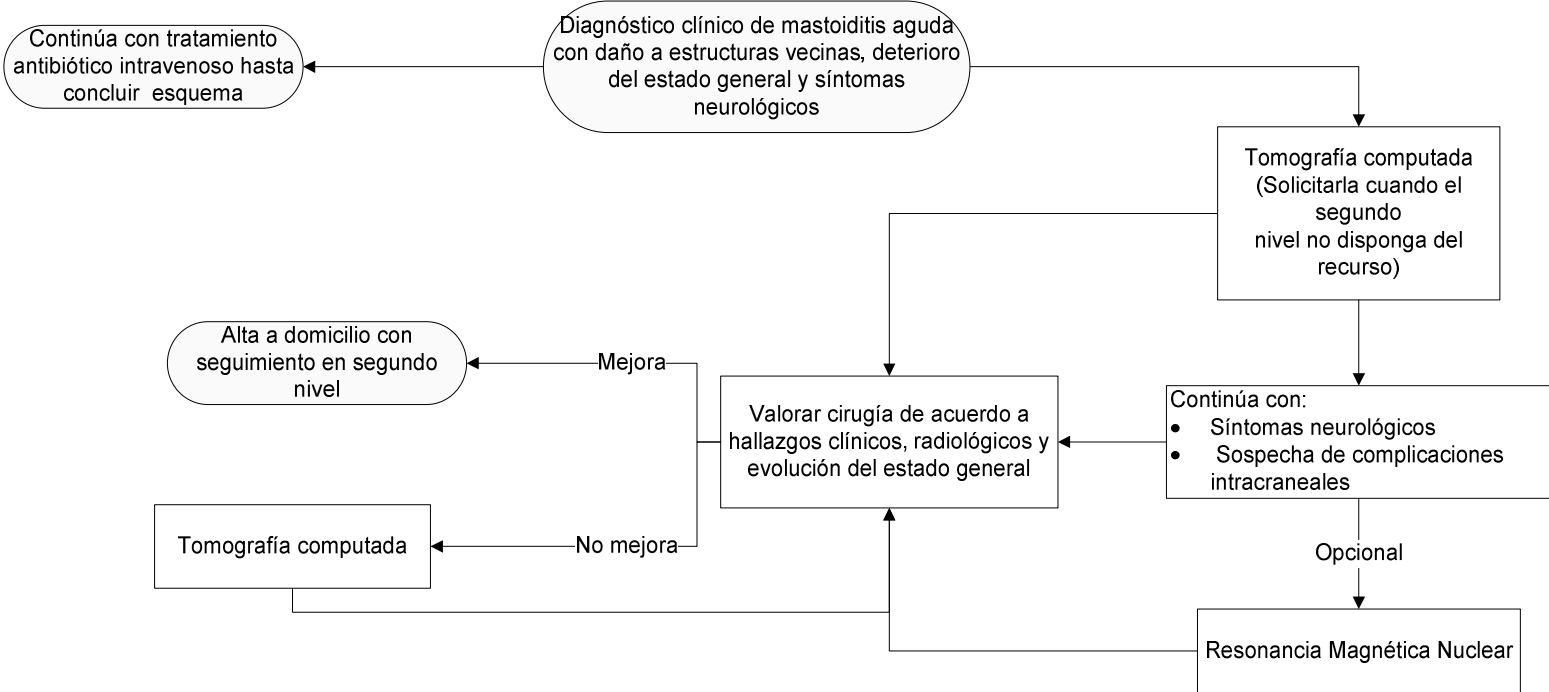 Diagnóstico clínico de mastoiditis aguda
con daño a estructuras vecinas, deterioro
del estado general y síntomas
neurológicos
Continúa con tratamiento
antibiótico intravenoso hasta
concluir esquema
Tomografía computada
(Solicitarla cuando el
segundo
nivel no disponga del
recurso)
Alta a domicilio con
seguimiento en segundo
nivel
Mejora
Valorar cirugía de acuerdo a
hallazgos clínicos, radiológicos y
evolución del estado general
Continúa con:
• Síntomas neurológicos
• Sospecha de complicaciones
intracraneales
Tomografía computada
No mejora
Opcional
Resonancia Magnética Nuclear